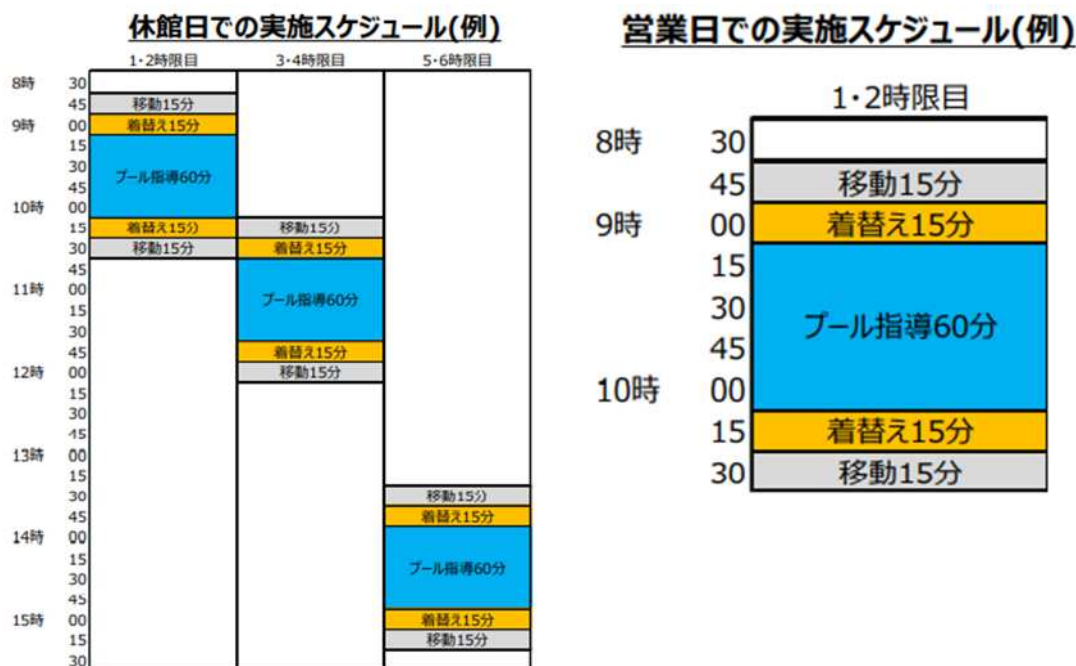 休館日での実施スケジュール(例)
1・2時限目 3・4時限目 5・6時限目
8時 30
45 移動15分
9時 00 着替え15分
15
30 プール指導60分
45
10時 00
15 着替え15分 移動15分
30 移動15分 着替え15分
45
11時 00 プール指導60分
15
30
45 着替え15分
12時 00 移動15分
15
30
45
13時 00
15
30 移動15分
45 着替え15分
14時 00
15 プール指導60分
30
45
15時 00 着替え15分
15 移動15分
30
営業日での実施スケジュール(例)
1・2時限目
8時 30
45 移動15分
9時 00 着替え15分
15
30 プール指導60分
45
10時 00
15 着替え15分
30 移動15分